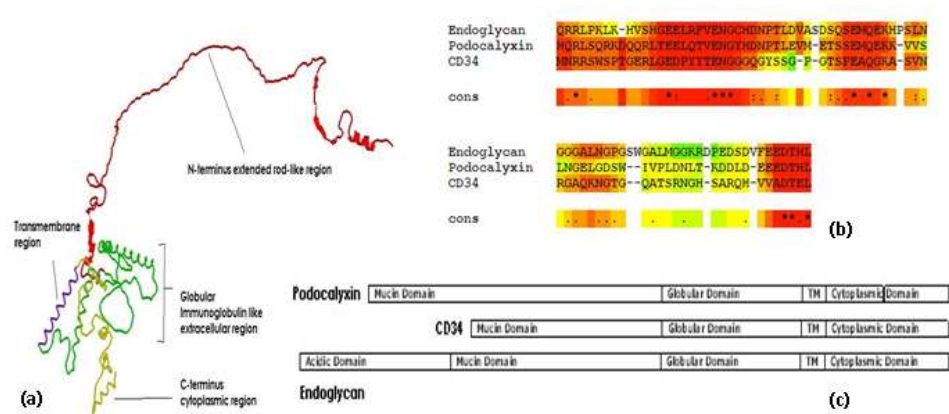 N-terminus extended rod-like region
Transmembrane
region
Globular
Immunoglobulin like
extracellular region
C-terminus
cytoplasmic region
(a)
Endoglycan QRRLPKLK-HVSHGEELRFVENGCHDNPTLDVASDSQSEMQEKHPSLN
Podocalyxin HQRLSQRKDQQRLTEELQTVENGYHDNPTLEVM-ETSSEMQEKK-VVS
CD34 MNRRSWSPTGERLGEDPYYTENGGGQGYSSGP-GTSPEAQGKA-SVN
cons
Endoglycan GGGALNGPGSWGALMGGKRDPEDSDVFEEDTHL
Podocalyxin LNGELGDSW--IVPLDNLT-KDDLD-EEEDTHL
CD34 RGAQKNGTG--QATSRNGH-SARQH-VVADTEL
cons
(b)
Podocalyxin Mucin Domain Globular Domain TM Cytoplasmic Domain
CD34 Mucin Domain Globular Domain TM Cytoplasmic Domain
Acidic Domain Mucin Domain Globular Domain TM Cytoplasmic Domain
Endoglycan
(c)